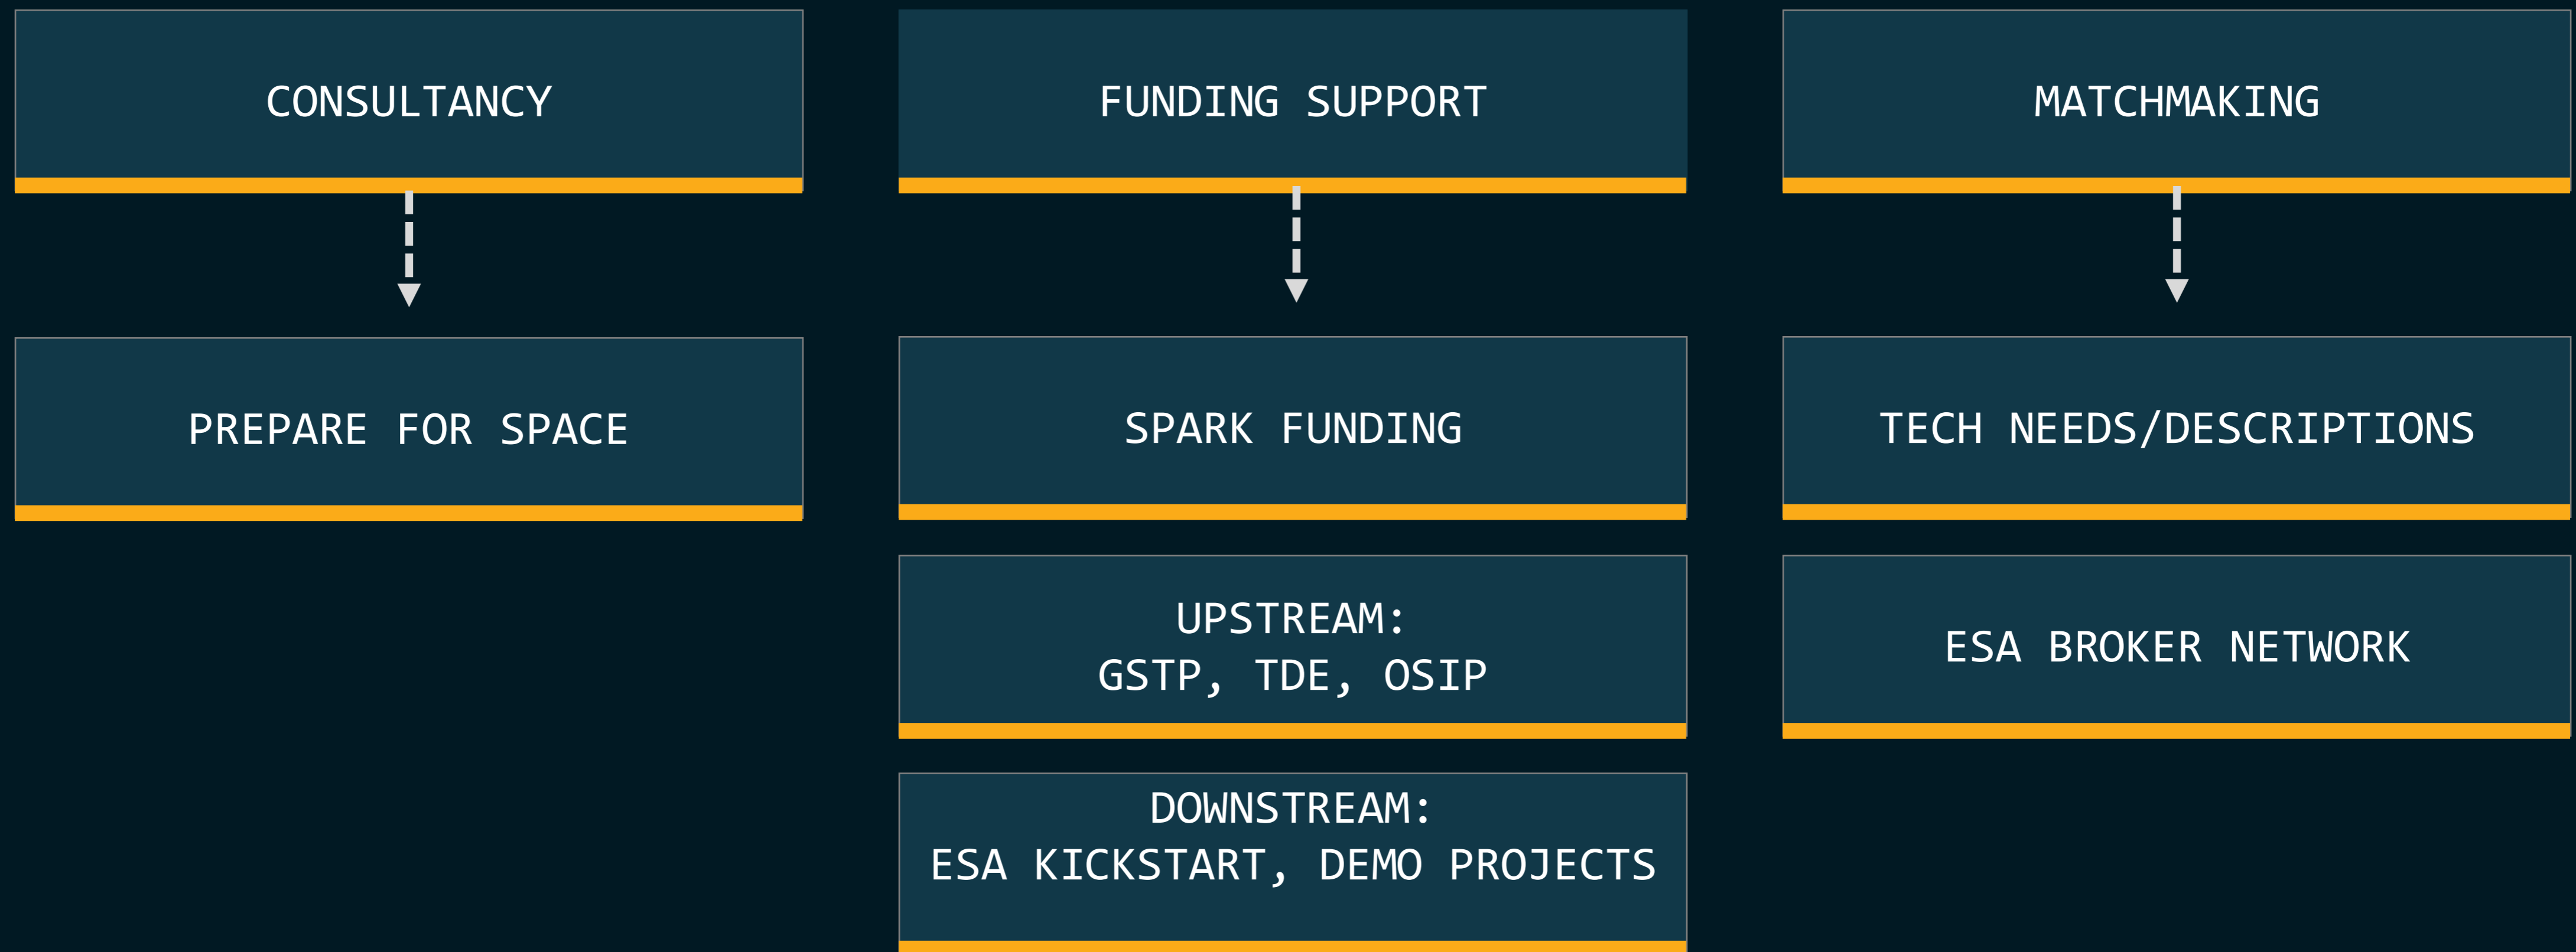 CONSULTANCY
FUNDING SUPPORT
MATCHMAKING
PREPARE FOR SPACE
SPARK FUNDING
TECH NEEDS/DESCRIPTIONS
UPSTREAM:
GSTP, TDE, OSIP
ESA BROKER NETWORK
DOWNSTREAM:
ESA KICKSTART, DEMO PROJECTS